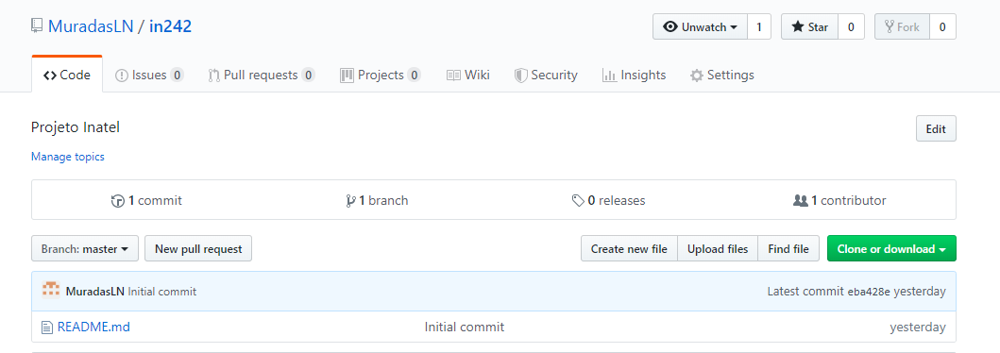 MuradasLN / in242 Unwatch 1 Star 0 Fork 0
Code Issues 0 Pull requests 0 Projects 0 Wiki Security Insights Settings
Projeto Inatel Edit
Manage topics
1 commit 1 branch 0 releases 1 contributor
Branch: master New pull request Create new file Upload files Find file Clone or download
MuradasLN Initial commit Latest commit eba428e yesterday
README.md Initial commit yesterday